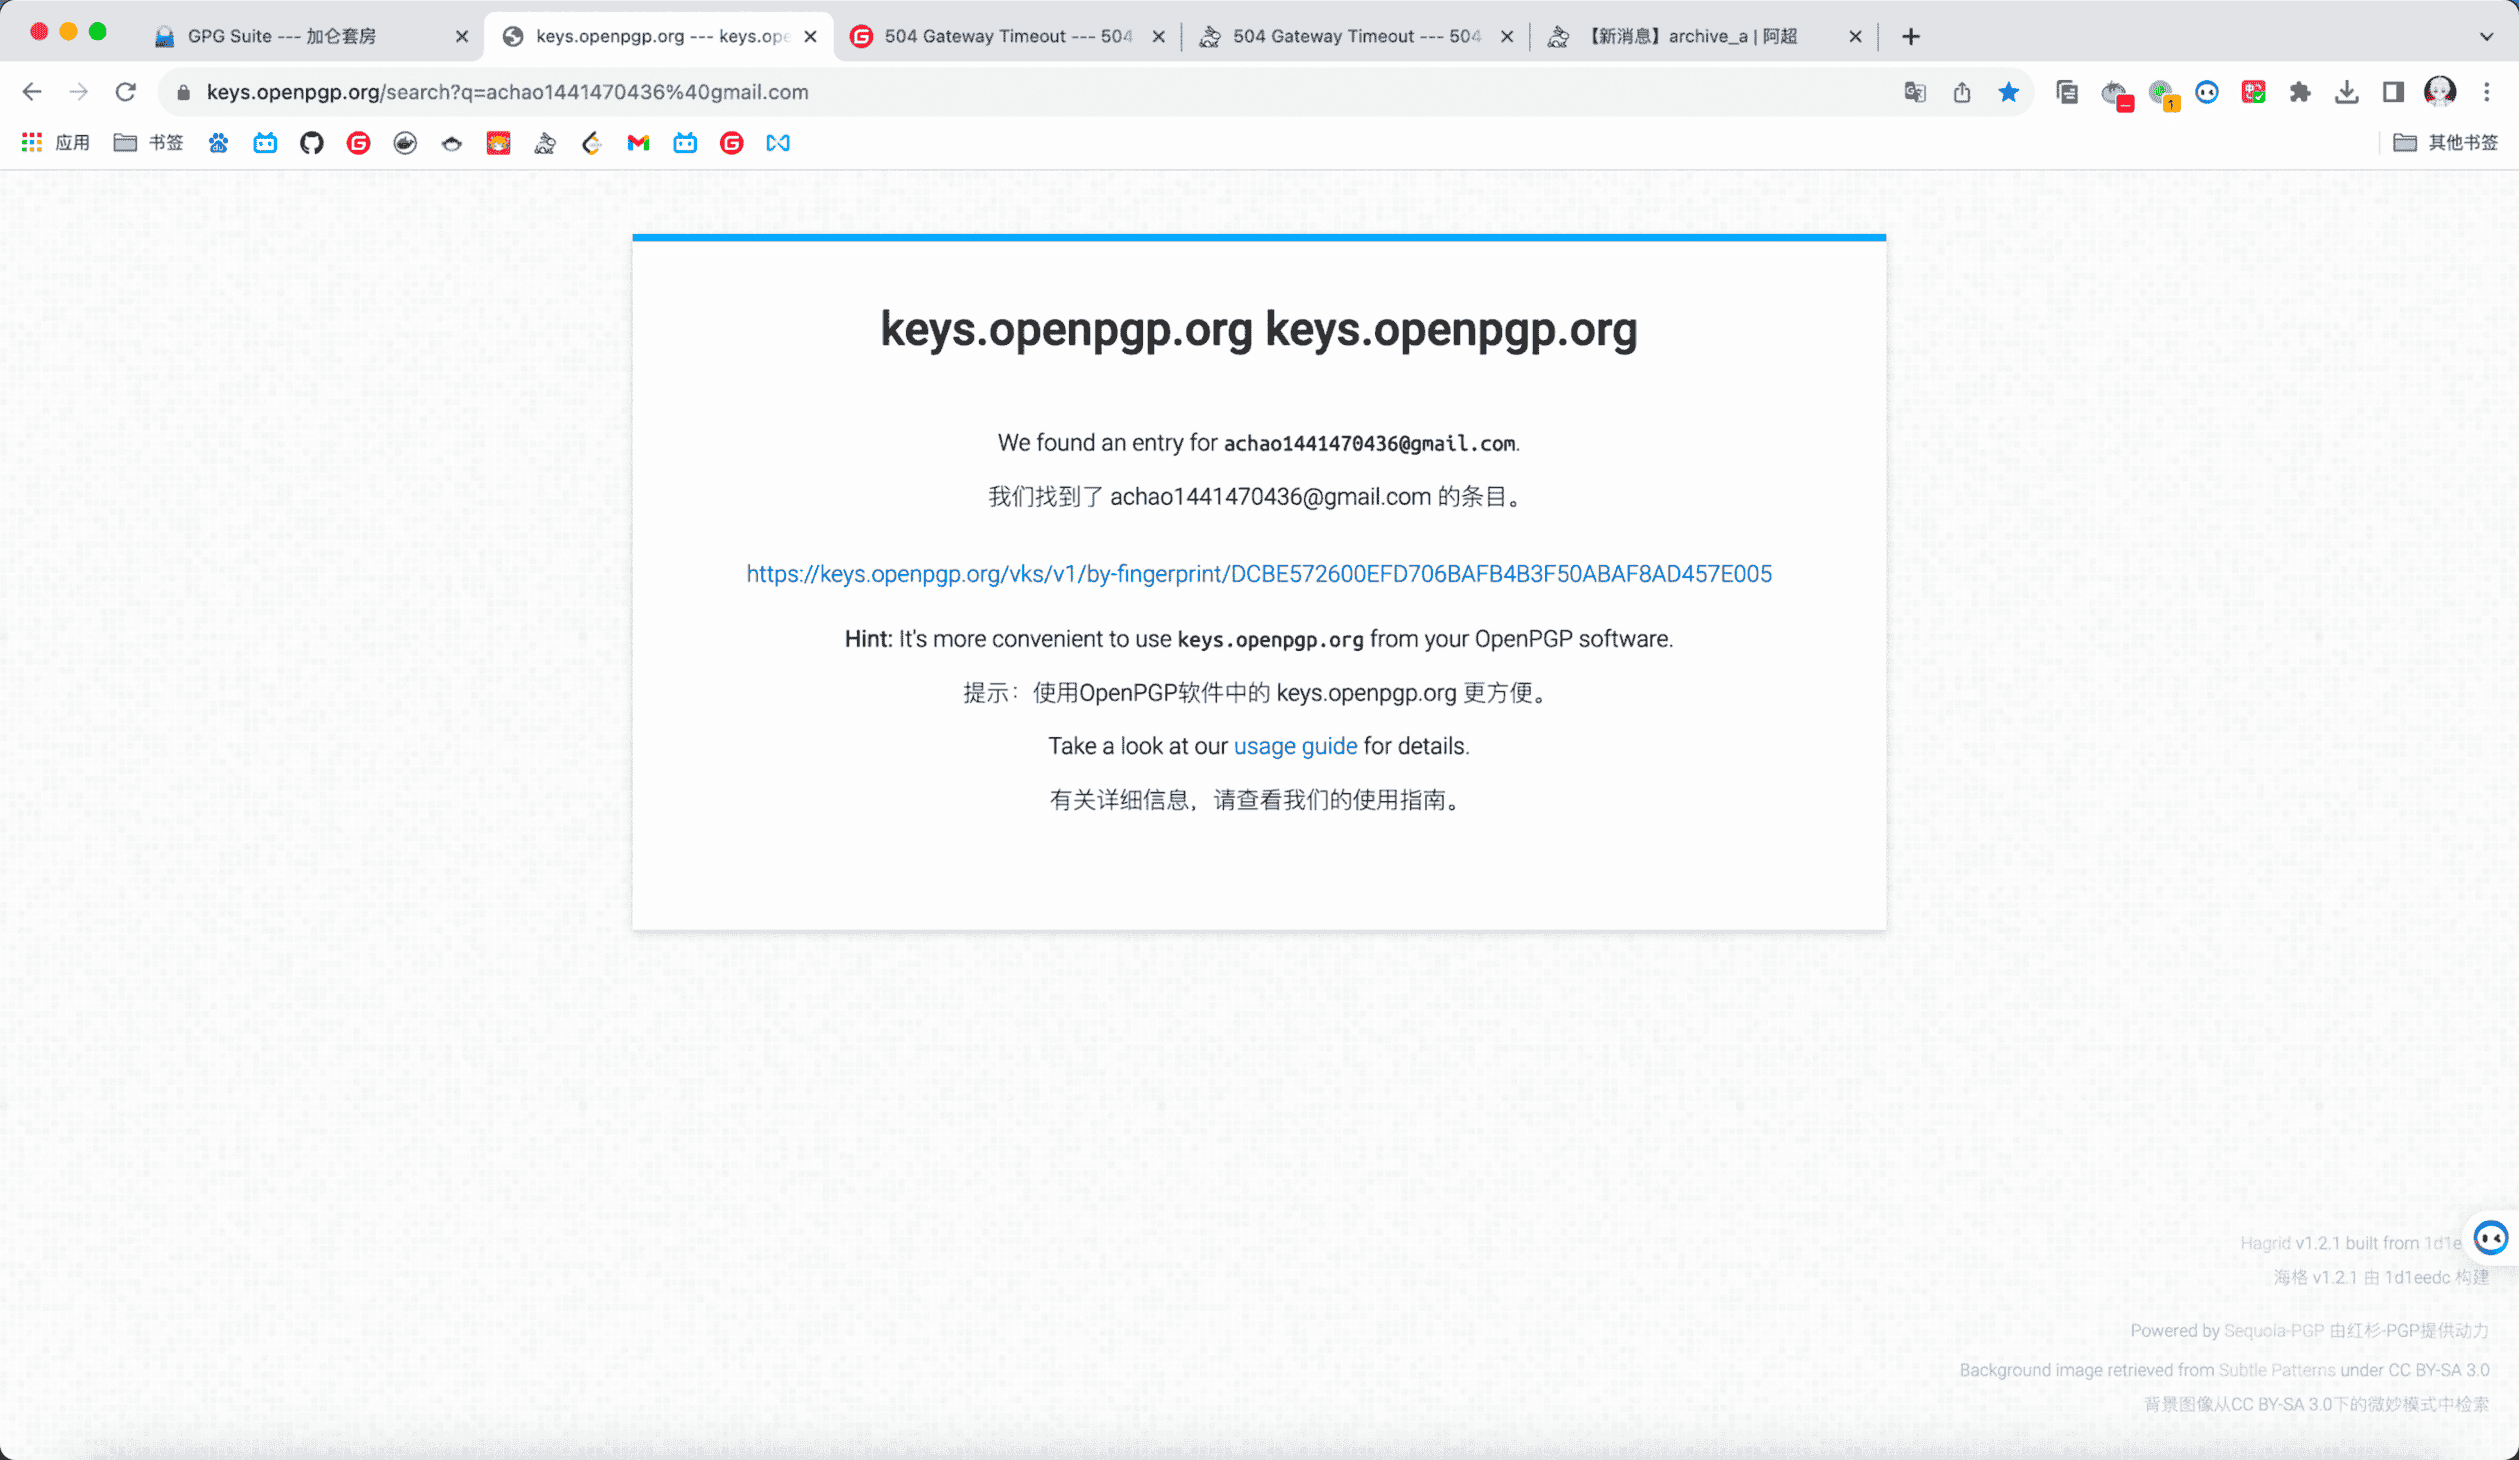 GPG Suite --- 加仑套房
keys.openpgp.org --- keys.ope
504 Gateway Timeout --- 504
504 Gateway Timeout --- 504
【新消息】archive_a | 阿超
keys.openpgp.org/search?q=achao1441470436%40gmail.com
应用
书签
其他书签
keys.openpgp.org keys.openpgp.org
We found an entry for achao1441470436@gmail.com.
我们找到了 achao1441470436@gmail.com 的条目。
https://keys.openpgp.org/vks/v1/by-fingerprint/DCBE572600EFD706BAFB4B3F50ABAF8AD457E005
Hint: It's more convenient to use keys.openpgp.org from your OpenPGP software.
提示：使用OpenPGP软件中的 keys.openpgp.org 更方便。
Take a look at our usage guide for details.
有关详细信息，请查看我们的使用指南。
Hagrid v1.2.1 built from 1d1e
海格 v1.2.1 由 1d1eedc 构建
Powered by Sequoia-PGP 由红杉-PGP提供动力
Background image retrieved from Subtle Patterns under CC BY-SA 3.0
背景图像从CC BY-SA 3.0下的微妙模式中检索